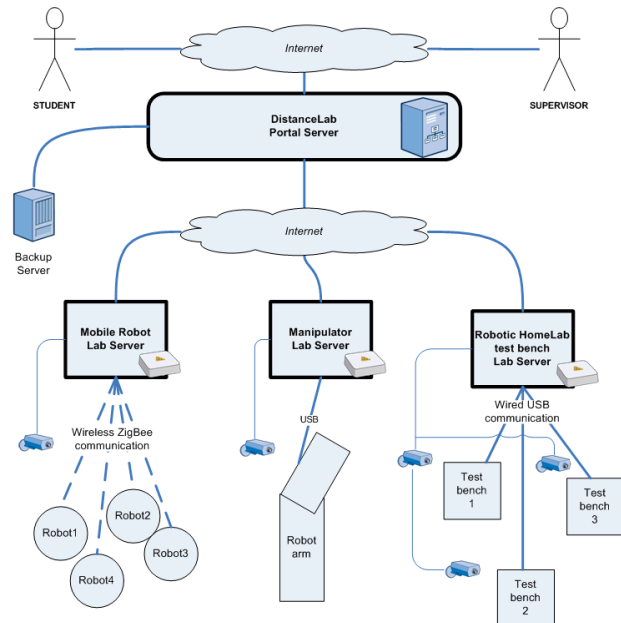 Internet
STUDENT
SUPERVISOR
DistanceLab
Portal Server
Backup
Server
Internet
Mobile Robot
Lab Server
Manipulator
Lab Server
Robotic HomeLab
test bench
Lab Server
Wireless ZigBee
communication
USB
Wired USB
communication
Robot1
Robot2
Robot3
Robot4
Robot
arm
Test
bench
1
Test
bench
3
Test
bench
2